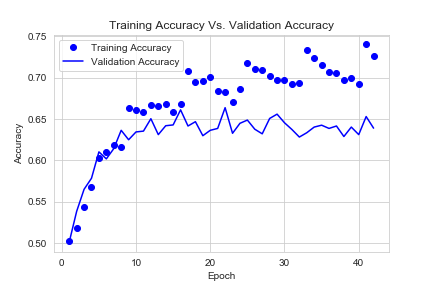 Training Accuracy Vs. Validation Accuracy
0.75
Training Accuracy
Validation Accuracy
0.70
0.65
0.60
0.55
0.50
Accuracy
0
10
20
30
40
Epoch